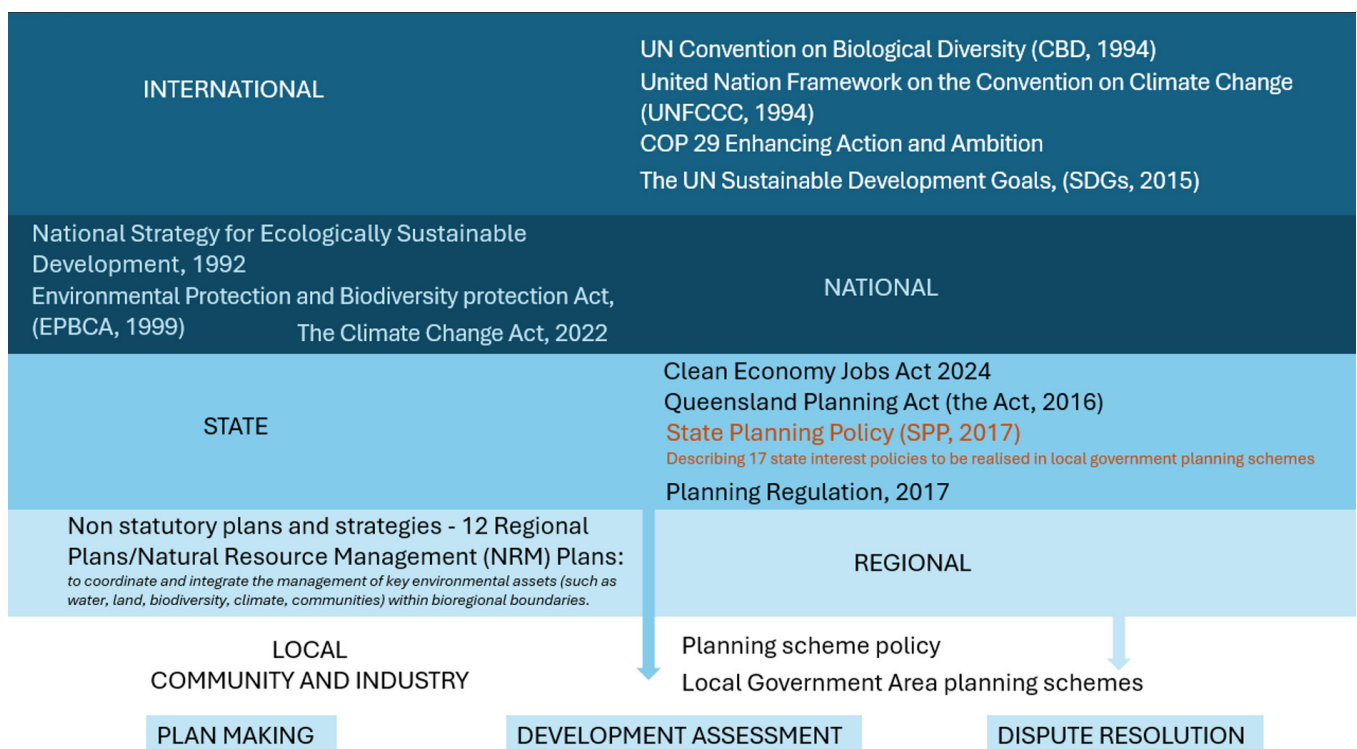 INTERNATIONAL
UN Convention on Biological Diversity (CBD, 1994)
United Nation Framework on the Convention on Climate Change
(UNFCCC, 1994)
COP 29 Enhancing Action and Ambition
The UN Sustainable Development Goals, (SDGs, 2015)
National Strategy for Ecologically Sustainable
Development, 1992
Environmental Protection and Biodiversity protection Act,
(EPBCA, 1999)
The Climate Change Act, 2022
NATIONAL
STATE
Clean Economy Jobs Act 2024
Queensland Planning Act (the Act, 2016)
State Planning Policy (SPP, 2017)
Describing 17 state interest policies to be realised in local government planning schemes
Planning Regulation, 2017
Non statutory plans and strategies - 12 Regional
Plans/Natural Resource Management (NRM) Plans:
to coordinate and integrate the management of key environmental assets (such as
water, land, biodiversity, climate, communities) within bioregional boundaries.
REGIONAL
LOCAL
COMMUNITY AND INDUSTRY
Planning scheme policy
Local Government Area planning schemes
PLAN MAKING
DEVELOPMENT ASSESSMENT
DISPUTE RESOLUTION